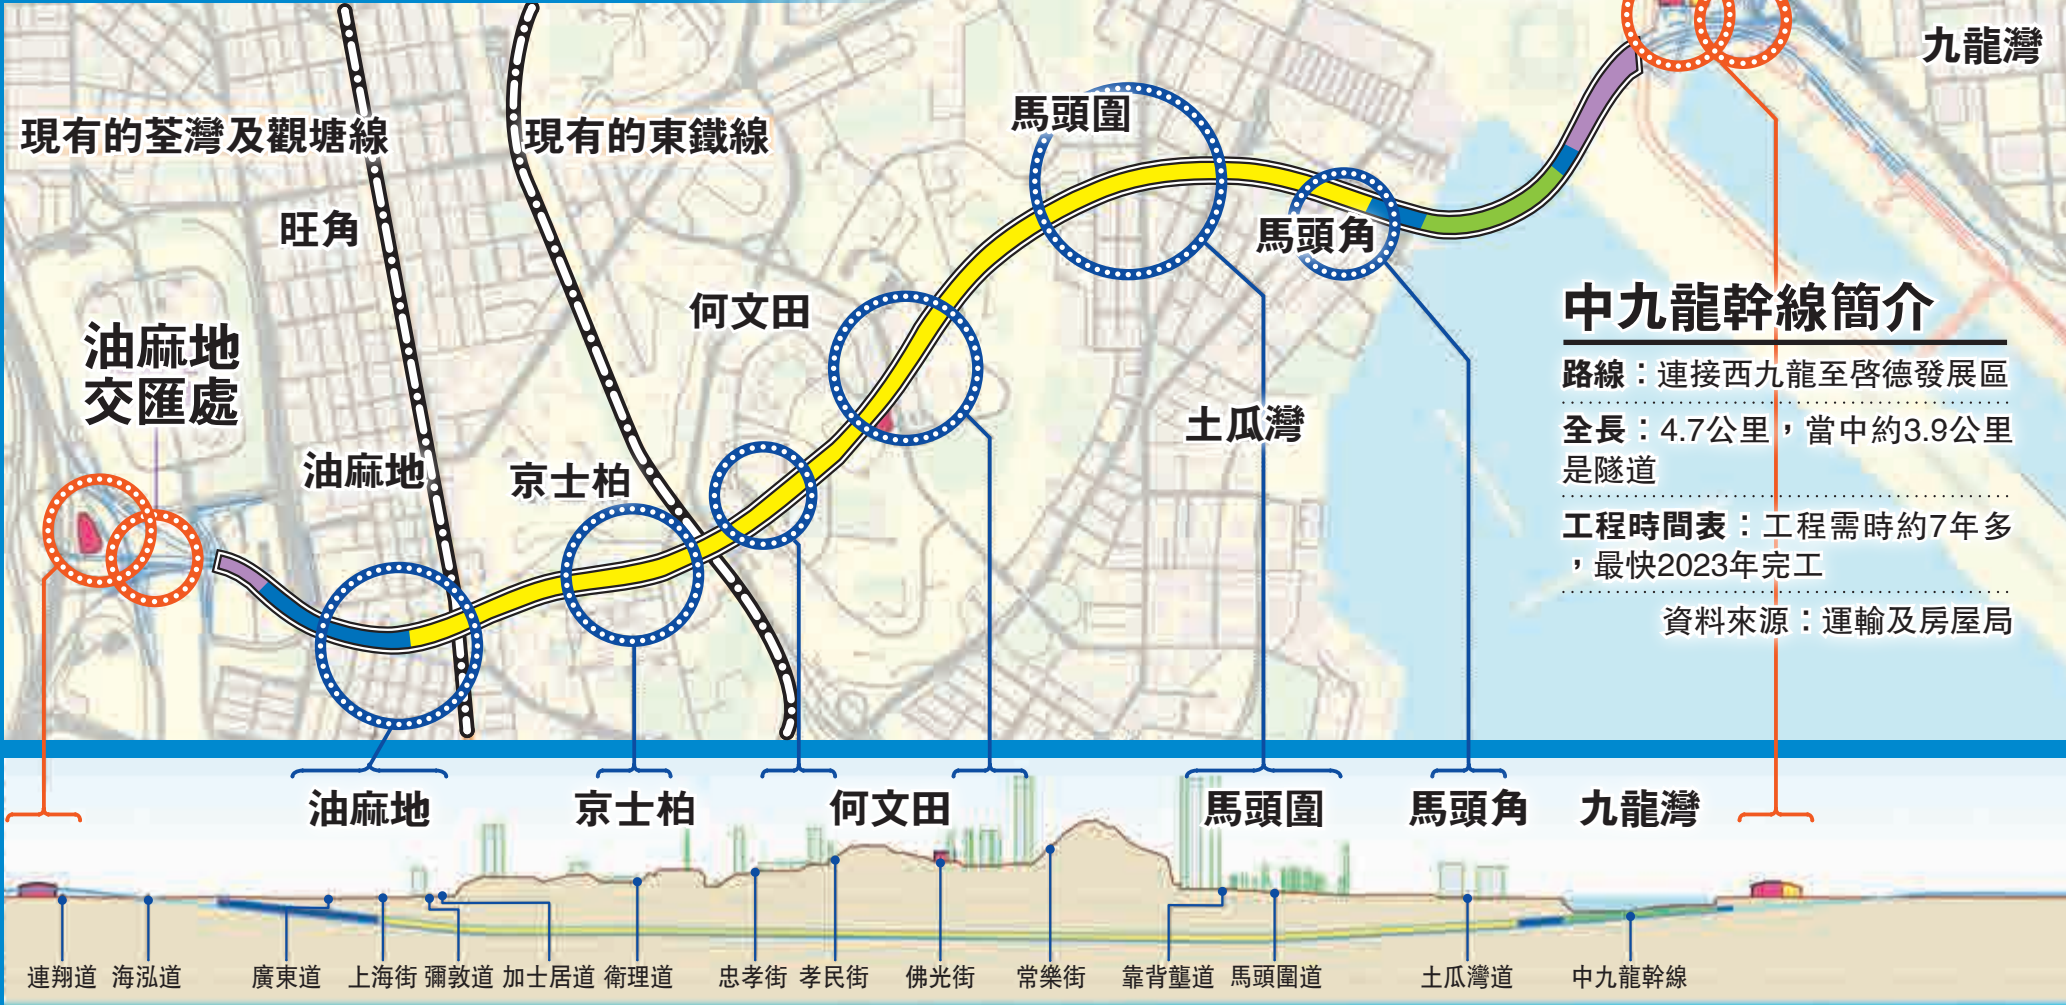 九龍灣
馬頭圍
現有的荃灣及觀塘線
現有的東鐵線
旺角
馬頭角
何文田
油麻地
交匯處
土瓜灣
油麻地
京士柏
中九龍幹線簡介
路線：連接西九龍至啓德發展區
全長：4.7公里，當中約3.9公里
是隧道
工程時間表：工程需時約7年多
，最快2023年完工
資料來源：運輸及房屋局
油麻地
京士柏
何文田
馬頭圍
馬頭角
九龍灣
連翔道
海泓道
廣東道
上海街
彌敦道
加士居道
衛理道
忠孝街
孝民街
佛光街
常樂街
靠背壟道
馬頭圍道
土瓜灣道
中九龍幹線